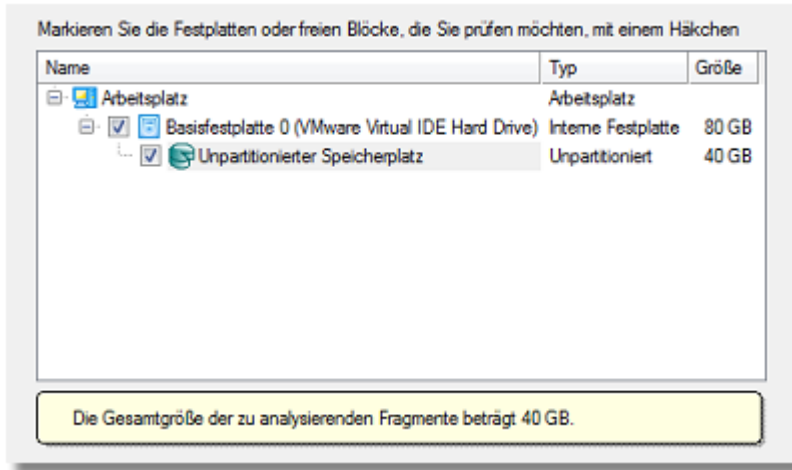 Markieren Sie die Festplatten oder freien Blöcke, die Sie prüfen möchten, mit einem Häkchen
Name Typ Größe
Arbeitsplatz Arbeitsplatz
Basisfestplatte 0 (VMware Virtual IDE Hard Drive) Interne Festplatte 80 GB
Unpartitionierter Speicherplatz Unpartitioniert 40 GB
Die Gesamtgröße der zu analysierenden Fragmente beträgt 40 GB.